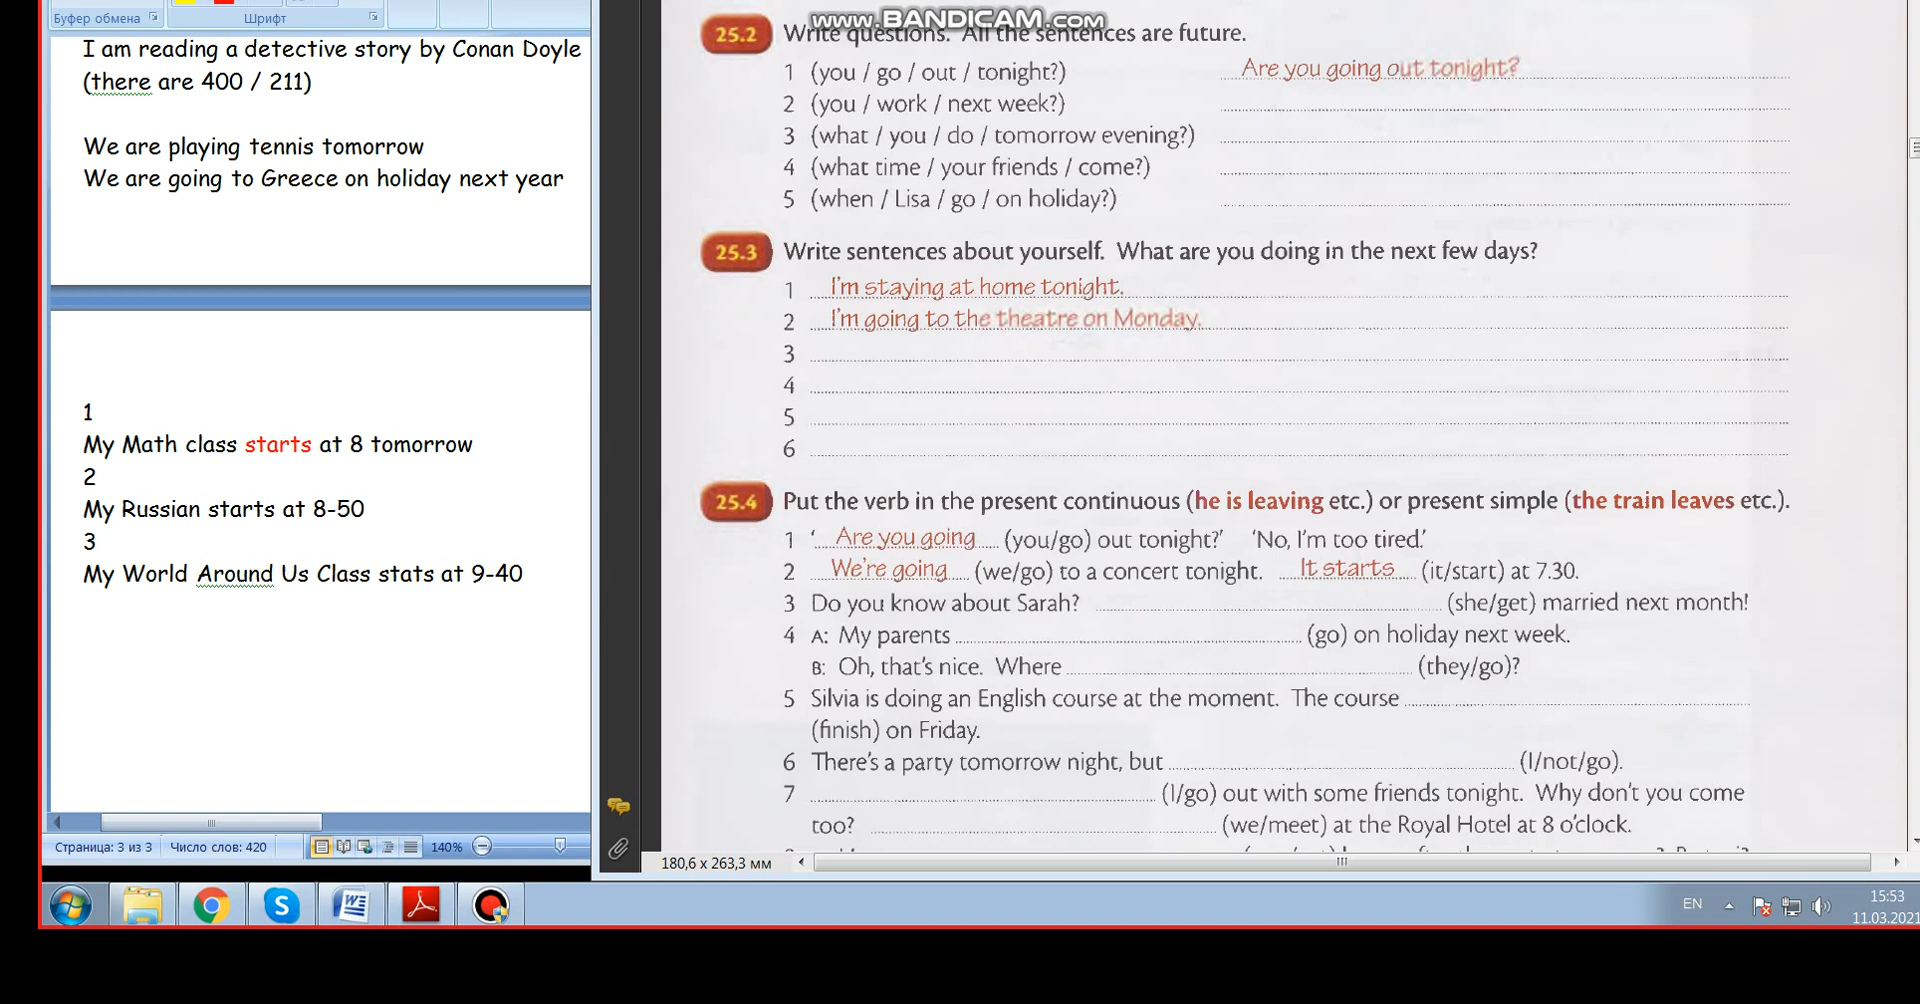 Буфер обмена
Шрифт
I am reading a detective story by Conan Doyle
(there are 400 / 211)
We are playing tennis tomorrow
We are going to Greece on holiday next year
1
My Math class starts at 8 tomorrow
2
My Russian starts at 8-50
3
My World Around Us Class stats at 9-40
Страница: 3 из 3 Число слов: 420 140%
www.BANDICAM.com
25.2 Write questions. All the sentences are future.
1 (you / go / out / tonight?) Are you going out tonight?
2 (you / work / next week?)
3 (what / you / do / tomorrow evening?)
4 (what time / your friends / come?)
5 (when / Lisa / go / on holiday?)
25.3 Write sentences about yourself. What are you doing in the next few days?
1 I'm staying at home tonight.
2 I'm going to the theatre on Monday.
3
4
5
6
25.4 Put the verb in the present continuous (he is leaving etc.) or present simple (the train leaves etc.).
1 ' Are you going (you/go) out tonight?' 'No, I'm too tired.'
2 We're going (we/go) to a concert tonight. It starts (it/start) at 7.30.
3 Do you know about Sarah? (she/get) married next month!
4 A: My parents (go) on holiday next week.
B: Oh, that's nice. Where (they/go)?
5 Silvia is doing an English course at the moment. The course
(finish) on Friday.
6 There's a party tomorrow night, but (I/not/go).
7 (I/go) out with some friends tonight. Why don't you come
too? (we/meet) at the Royal Hotel at 8 o'clock.
180,6 x 263,3 мм
EN 15:53
11.03.2021